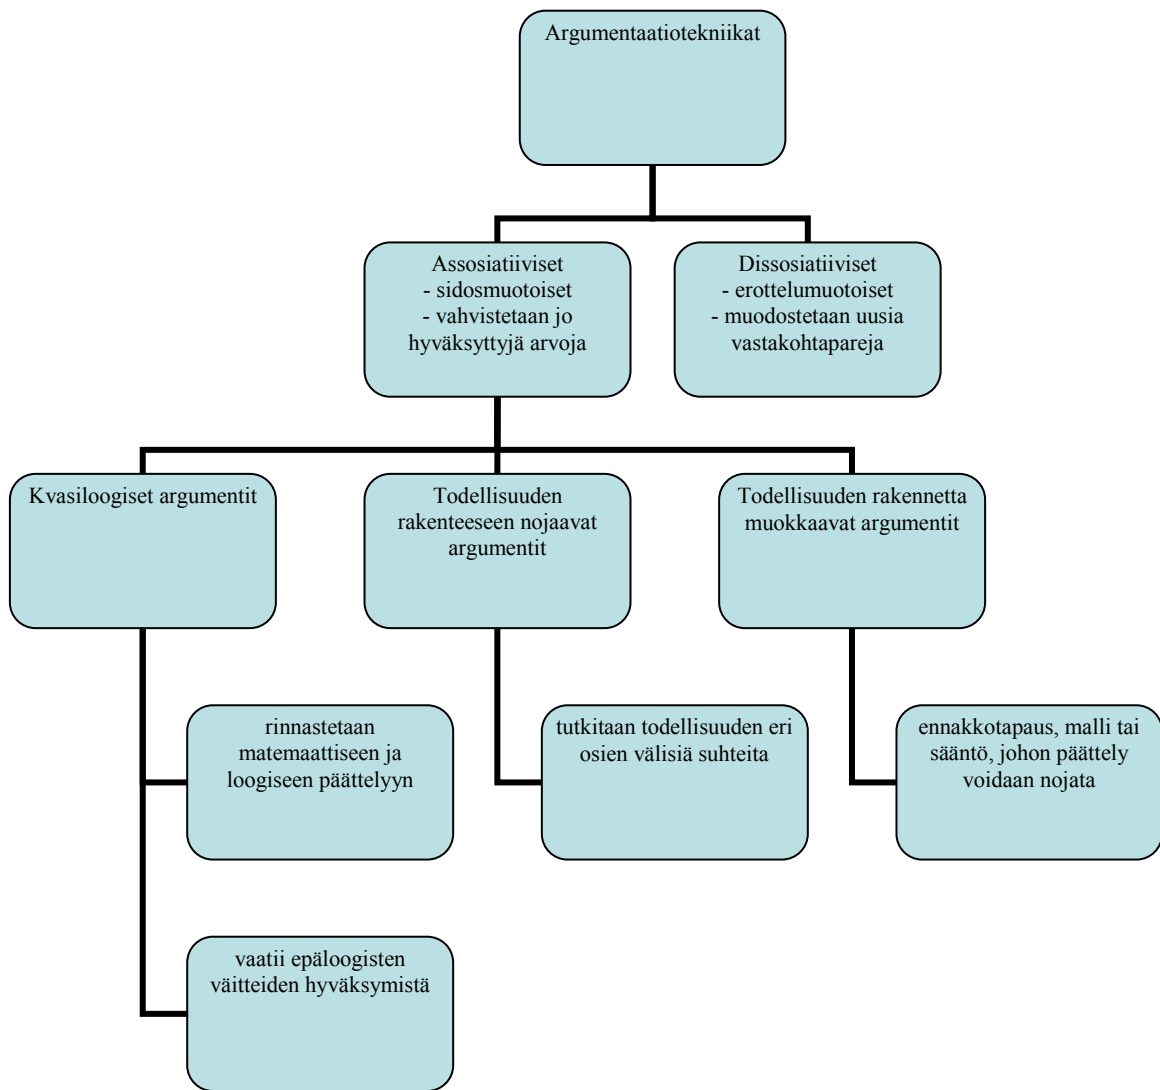 Argumentaatiotekniikat
Assosiatiiviset
- sidosmuotoiset
- vahvistetaan jo
hyväksyttyjä arvoja
Dissosiatiiviset
- erottelumuotoiset
- muodostetaan uusia
vastakohtapareja
Kvasiloogiset argumentit
Todellisuuden
rakenteeseen nojaavat
argumentit
Todellisuuden rakennetta
muokkaavat argumentit
rinnastetaan
matemaattiseen ja
loogiseen päättelyyn
tutkitaan todellisuuden eri
osien välisiä suhteita
ennakkotapaus, malli tai
sääntö, johon päättely
voidaan nojata
vaatii epäloogisten
väitteiden hyväksymistä